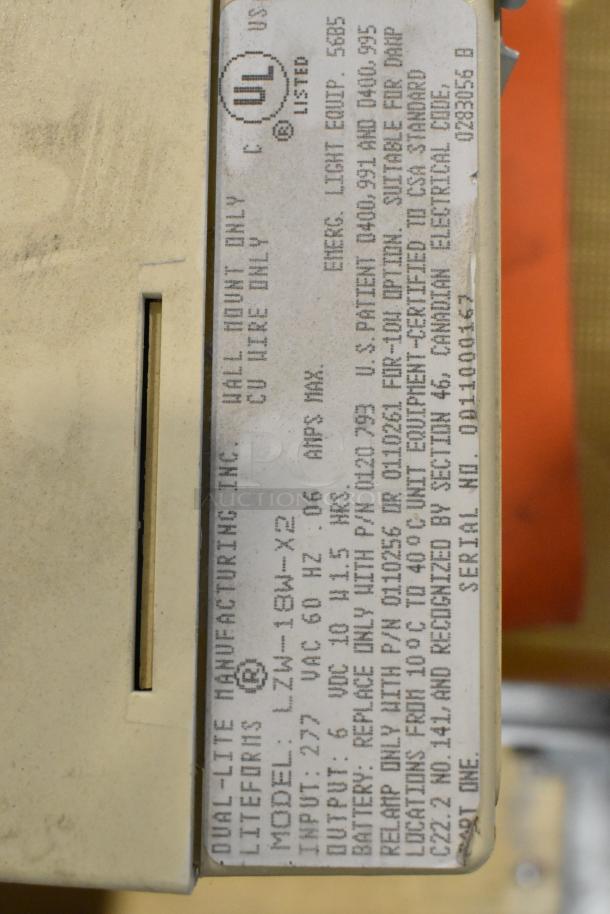 DUAL-LITE MANUFACTURING INC. WALL MOUNT ONLY
LITEFORMS ® CU WIRE ONLY
C UL US
® LISTED
MODEL: LZW-18W-X2
INPUT: 277 VAC 60 HZ .06 AMPS MAX.
OUTPUT: 6 VDC 10 W 1.5 HRS. EMERG. LIGHT EQUIP. 56B5
BATTERY: REPLACE ONLY WITH P/N 0120 793 U.S.PATIENT D400,991 AND D400,995
RELAMP ONLY WITH P/N 0110256 OR 0110261 FOR-10W OPTION. SUITABLE FOR DAMP
LOCATIONS FROM 10°C TO 40°C-UNIT EQUIPMENT-CERTIFIED TO CSA STANDARD
C22.2 NO.141,AND RECOGNIZED BY SECTION 46, CANADIAN ELECTRICAL CODE,
PART ONE. SERIAL NO. 0011000167 0283056 B
AUCTION